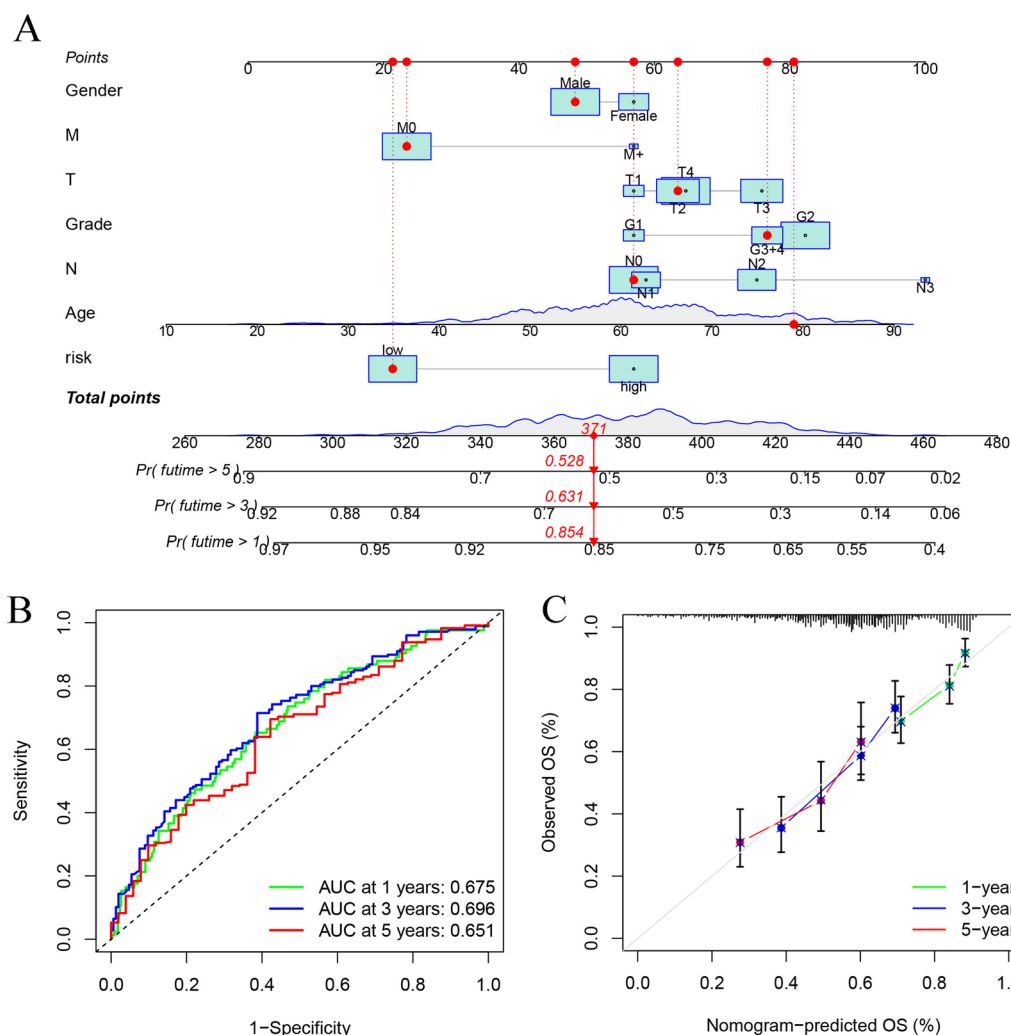 A
Points
0 20 40 60 80 100
Gender
Male
Female
M
M0
M+
T
T1 T4
T2 T3
Grade
G1 G2
G3+4
N
N0 N2
N1 N3
Age
10 20 30 40 50 60 70 80 90
risk
low
high
Total points
371
260 280 300 320 340 360 380 400 420 440 460 480
0.528
Pr( futime > 5 )
0.9 0.7 0.5 0.3 0.15 0.07 0.02
0.631
Pr( futime > 3 )
0.92 0.88 0.84 0.7 0.5 0.3 0.14 0.06
0.854
Pr( futime > 1 )
0.97 0.95 0.92 0.85 0.75 0.65 0.55 0.4
B
Sensitivity
0.0 0.2 0.4 0.6 0.8 1.0
AUC at 1 years: 0.675
AUC at 3 years: 0.696
AUC at 5 years: 0.651
0.0 0.2 0.4 0.6 0.8 1.0
1−Specificity
C
Observed OS (%)
0.0 0.2 0.4 0.6 0.8 1.0
1−year
3−year
5−year
0.0 0.2 0.4 0.6 0.8 1.
Nomogram−predicted OS (%)